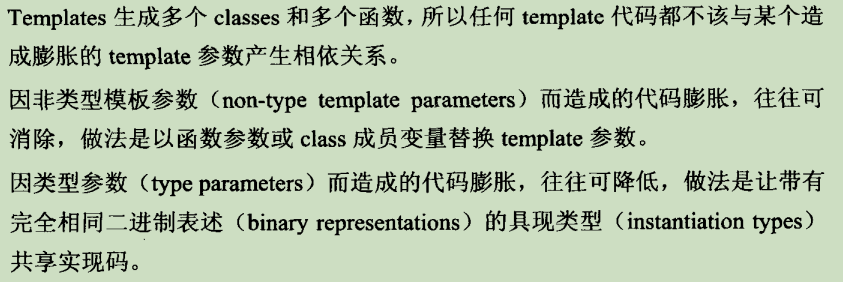 Templates 生成多个 classes 和多个函数，所以任何 template 代码都不该与某个造
成膨胀的 template 参数产生相依关系。
因非类型模板参数（non-type template parameters）而造成的代码膨胀，往往可
消除，做法是以函数参数或 class 成员变量替换 template 参数。
因类型参数（type parameters）而造成的代码膨胀，往往可降低，做法是让带有
完全相同二进制表述（binary representations）的具现类型（instantiation types）
共享实现码。